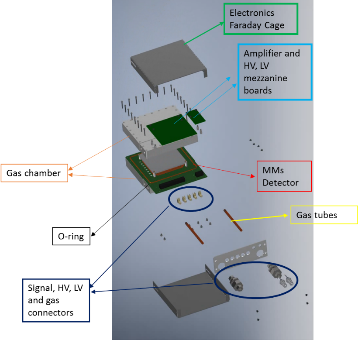 Electronics
Faraday Cage
Amplifier and
HV, LV
mezzanine
boards
Gas chamber
MMs
Detector
Gas tubes
O-ring
Signal, HV, LV
and gas
connectors